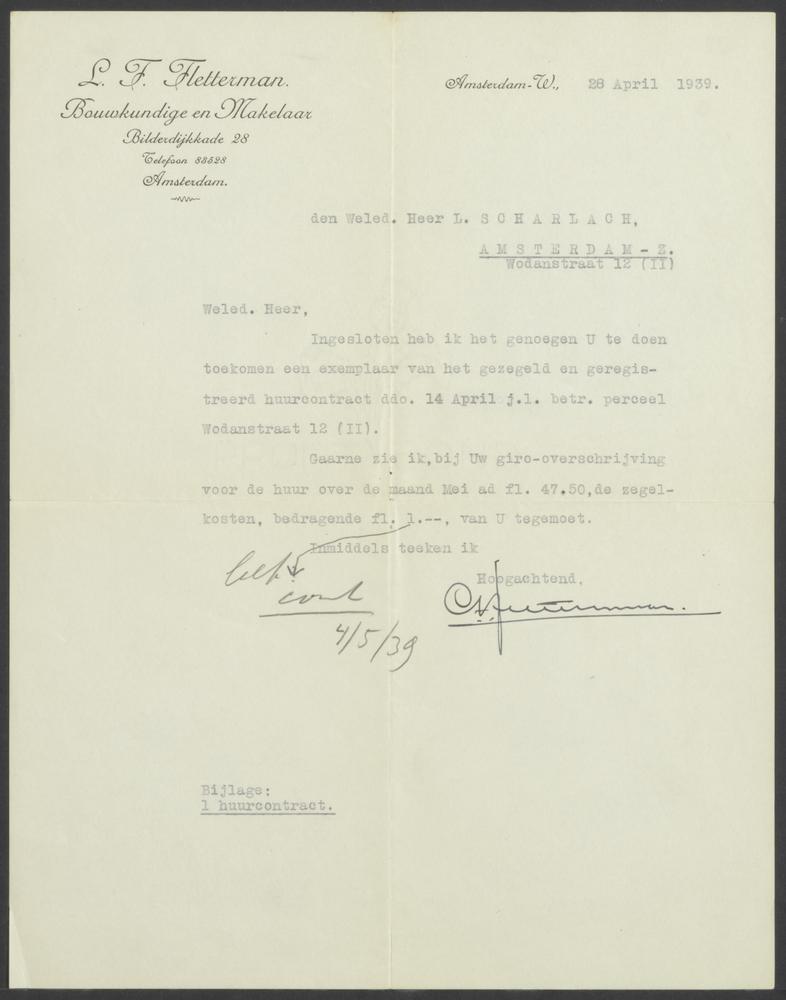 L. F. Fletterman.
Bouwkundige en Makelaar
Bilderdijkkade 28
Telefoon 83528
Amsterdam.
Amsterdam-W., 28 April 1939.
den Weled. Heer L. S C H A R L A C H,
A M S T E R D A M - Z.
Wodanstraat 12 (II)
Weled. Heer,
Ingesloten heb ik het genoegen U te doen
toekomen een exemplaar van het gezegeld en geregis-
treerd huurcontract ddo. 14 April j.l. betr. perceel
Wodanstraat 12 (II).
Gaarne zie ik,bij Uw giro-overschrijving
voor de huur over de maand Mei ad fl. 47.50,de zegel-
kosten, bedragende fl. 1.--, van U tegemoet.
Inmiddels teeken ik
Hoogachtend,
Fletterman.
4/5/39
Bijlage:
1 huurcontract.